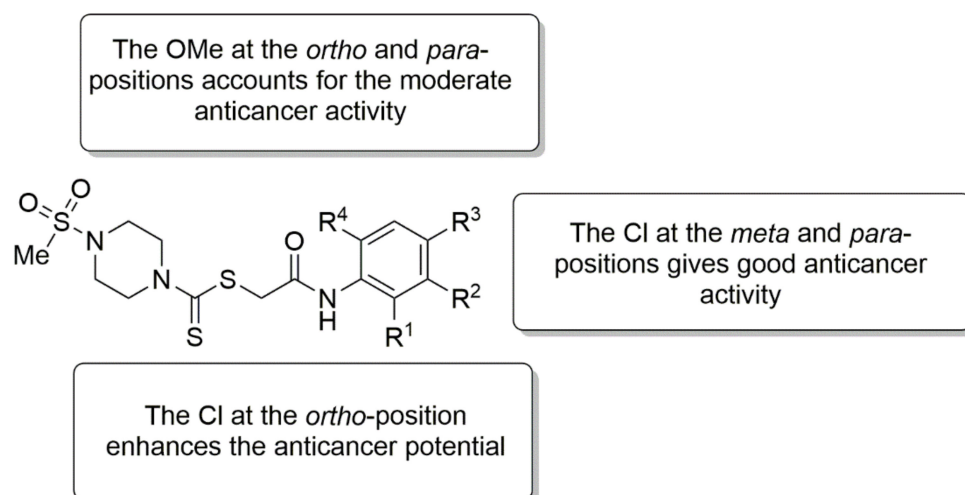 The OMe at the ortho and para-
positions accounts for the moderate
anticancer activity
O
O
S
Me
N
N
S
S
O
N
H
R⁴
R³
R²
R¹
The Cl at the meta and para-
positions gives good anticancer
activity
The Cl at the ortho-position
enhances the anticancer potential